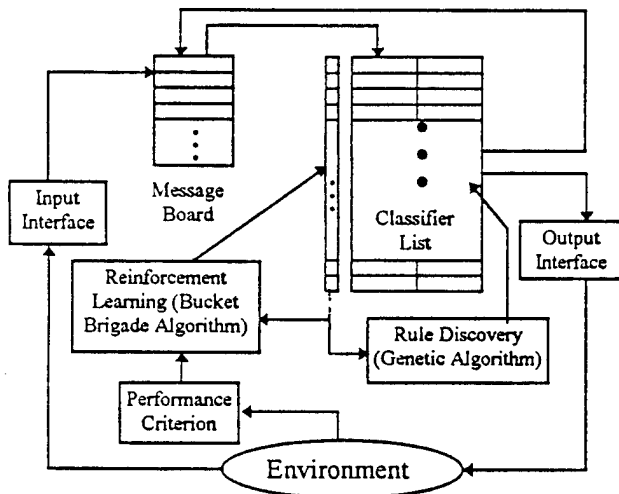 Message
Board
Classifier
List
Input
Interface
Output
Interface
Reinforcement
Learning (Bucket
Brigade Algorithm)
Rule Discovery
(Genetic Algorithm)
Performance
Criterion
Environment